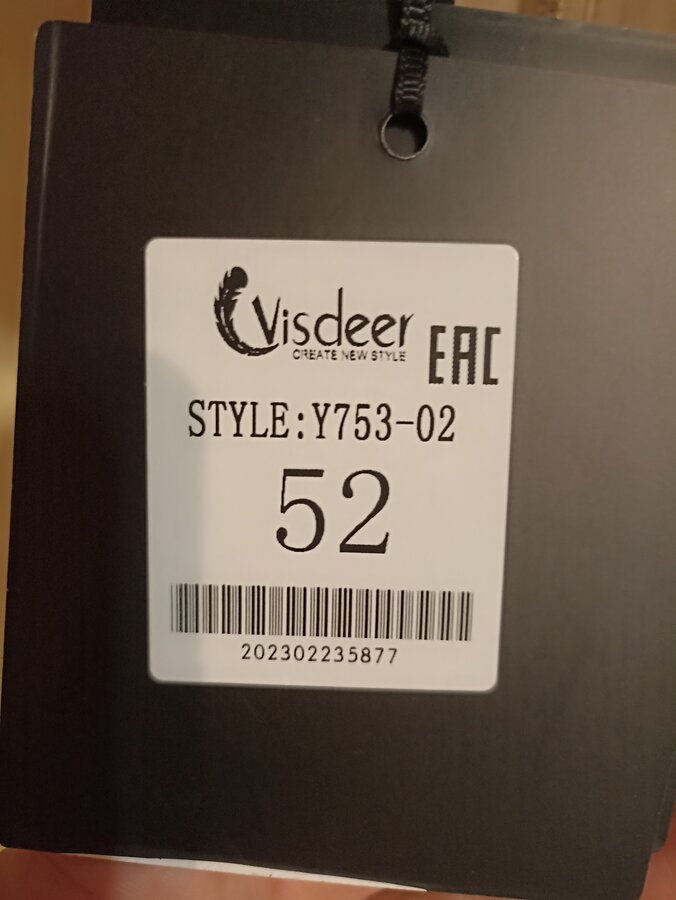 Visdeer
CREATE NEW STYLE
EAC
STYLE:Y753-02
52
202302235877